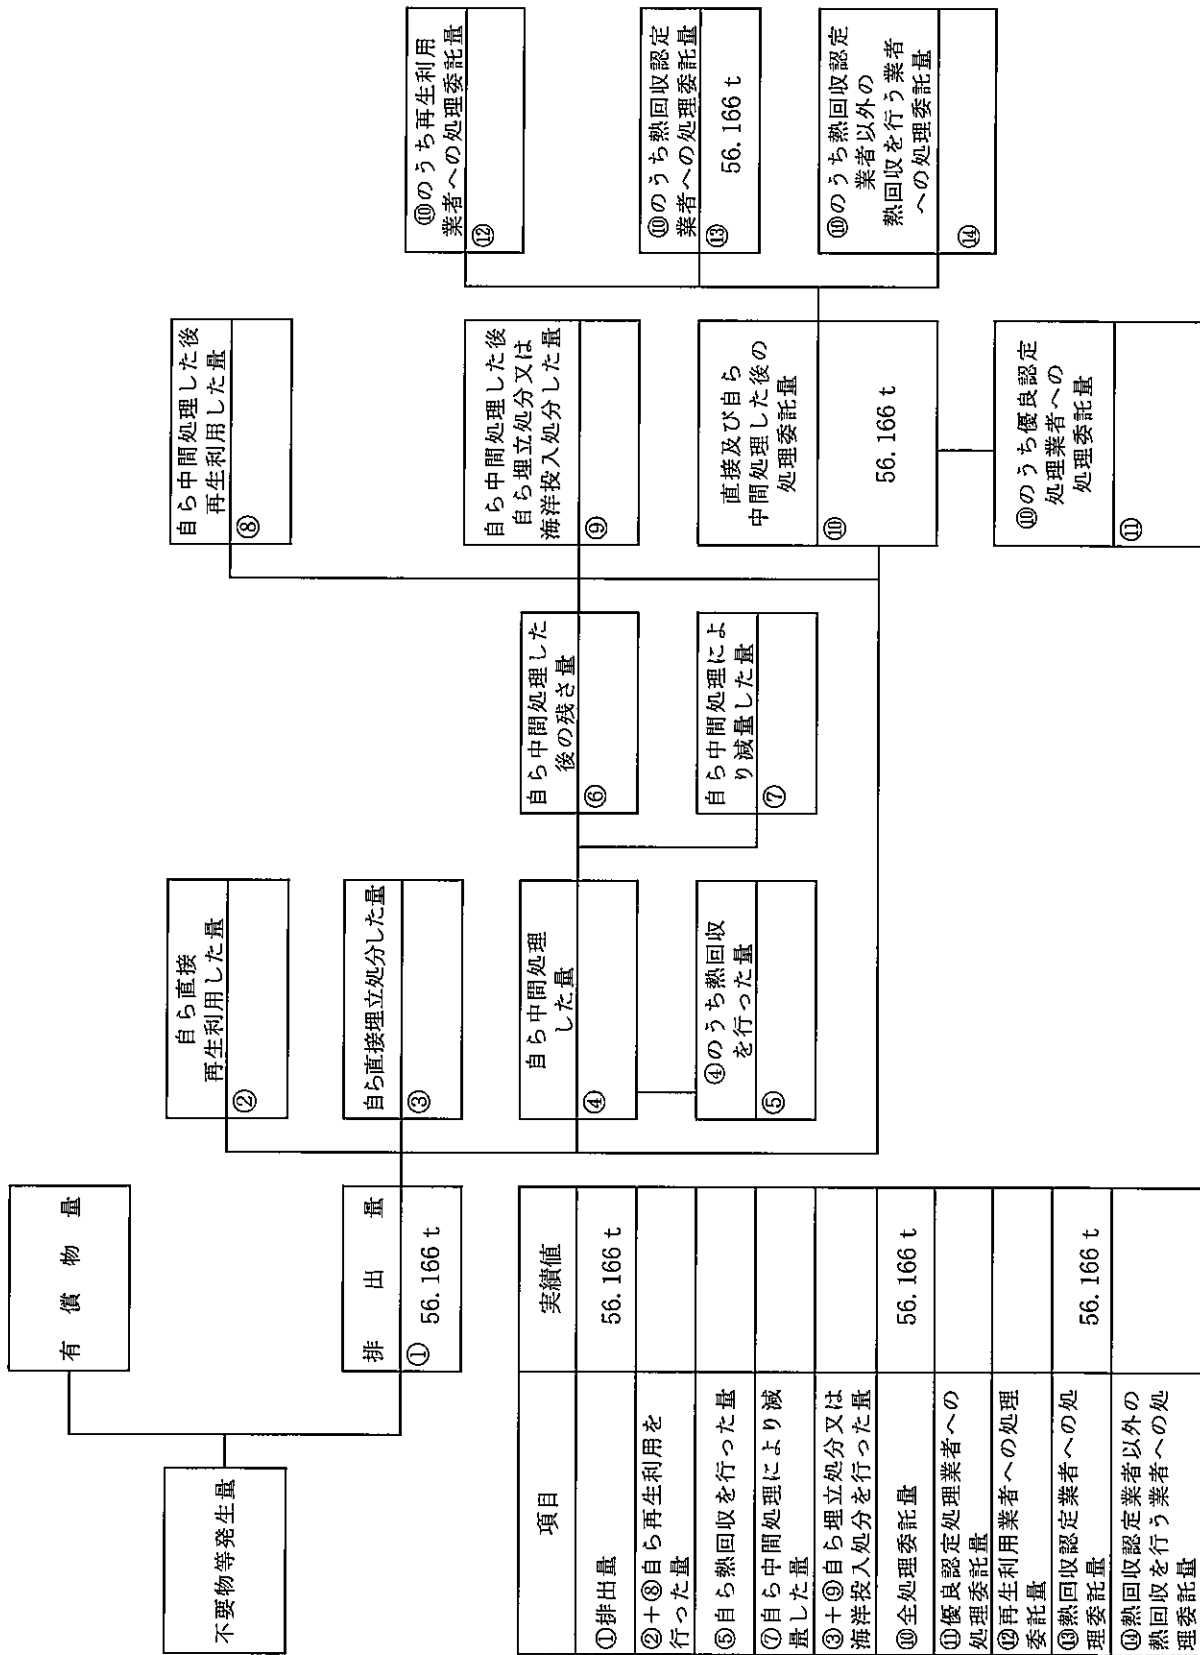 不要物等発生量
有償物量
排出量
① 56.166 t
自ら直接
再生利用した量
②
自ら直接埋立処分した量
③
自ら中間処理
した量
④
④のうち熱回収
を行った量
⑤
自ら中間処理した
後の残さ量
⑥
自ら中間処理によ
り減量した量
⑦
自ら中間処理した後
再生利用した量
⑧
自ら中間処理した後
自ら埋立処分又は
海洋投入処分した量
⑨
直接及び自ら
中間処理した後の
処理委託量
⑩ 56.166 t
⑩のうち優良認定
処理業者への
処理委託量
⑪
⑩のうち再生利用
業者への処理委託量
⑫
⑩のうち熱回収認定
業者への処理委託量
⑬ 56.166 t
⑩のうち熱回収認定
業者以外の
熱回収を行う業者
への処理委託量
⑭
項目 実績値
①排出量 56.166 t
②+⑧自ら再生利用を
行った量
⑤自ら熱回収を行った量
⑦自ら中間処理により減
量した量
③+⑨自ら埋立処分又は
海洋投入処分を行った量
⑩全処理委託量 56.166 t
⑪優良認定処理業者への
処理委託量
⑫再生利用業者への処理
委託量
⑬熱回収認定業者への処
理委託量 56.166 t
⑭熱回収認定業者以外の
熱回収を行う業者への処
理委託量